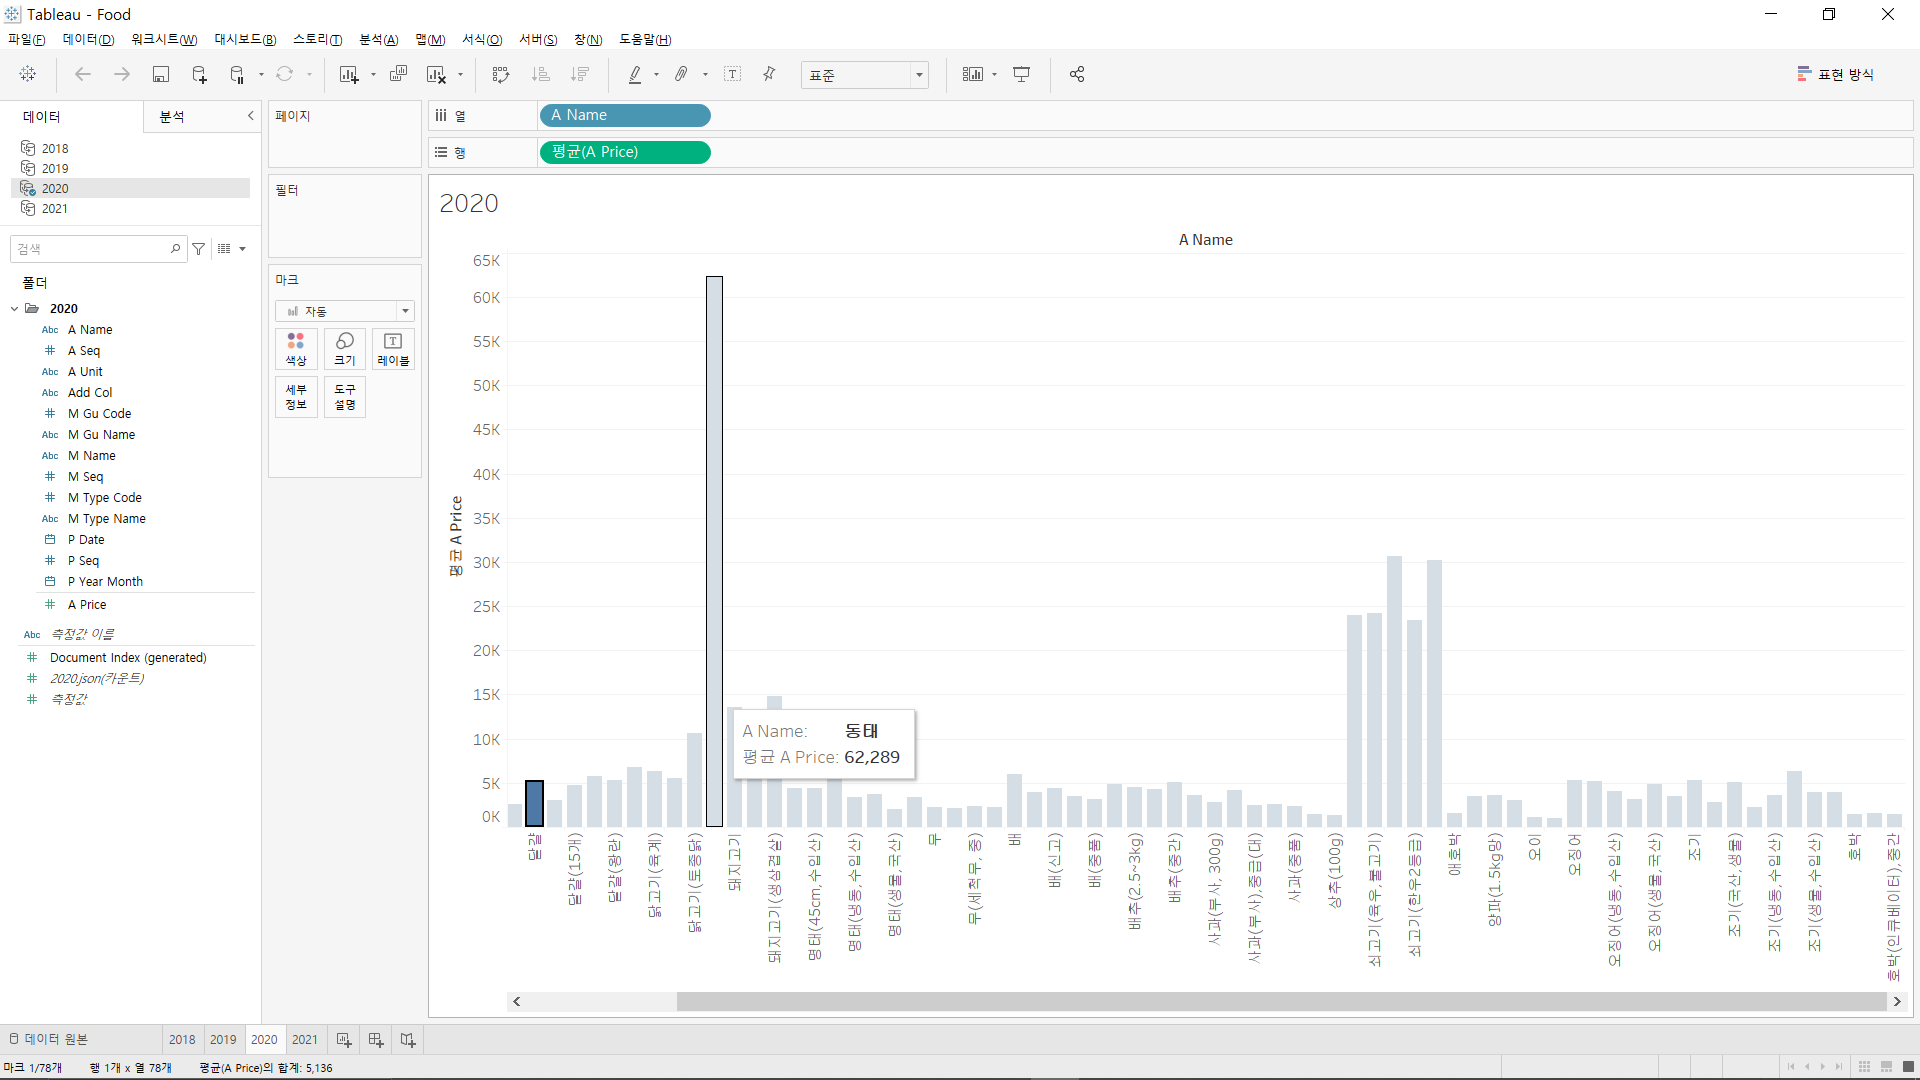 Tableau - Food
파일(F) 데이터(D) 워크시트(W) 대시보드(B) 스토리(T) 분석(A) 맵(M) 서식(O) 서버(S) 창(N) 도움말(H)
표준
표현 방식
데이터
분석
2018
2019
2020
2021
검색
폴더
2020
Abc A Name
# A Seq
Abc A Unit
Abc Add Col
# M Gu Code
Abc M Gu Name
Abc M Name
# M Seq
# M Type Code
Abc M Type Name
P Date
# P Seq
P Year Month
# A Price
Abc 측정값 이름
# Document Index (generated)
# 2020.json(카운트)
# 측정값
페이지
필터
마크
자동
색상
크기
레이블
세부 정보
도구 설명
열
A Name
행
평균(A Price)
2020
A Name
평균 A Price
65K
60K
55K
50K
45K
40K
35K
30K
25K
20K
15K
10K
5K
0K
A Name: 동태
평균 A Price: 62,289
달걀
달걀(15개)
달걀(왕란)
닭고기(육계)
닭고기(토종닭)
돼지고기
돼지고기(생삼겹살)
명태(45cm,수입산)
명태(냉동,수입산)
명태(생물,국산)
무
무(세척무, 중)
배
배(신고)
배(중품)
배추(2.5~3kg)
배추(중간)
사과(부사, 300g)
사과(부사),중급(대)
사과(중품)
상추(100g)
쇠고기(육우,불고기)
쇠고기(한우2등급)
애호박
양파(1.5kg망)
오이
오징어
오징어(냉동,수입산)
오징어(생물,국산)
조기
조기(국산,생물)
조기(냉동,수입산)
조기(생물,수입산)
호박
호박(인큐베이터),중간
데이터 원본
2018
2019
2020
2021
마크 1/78개
행 1개 x 열 78개
평균(A Price)의 합계: 5,136